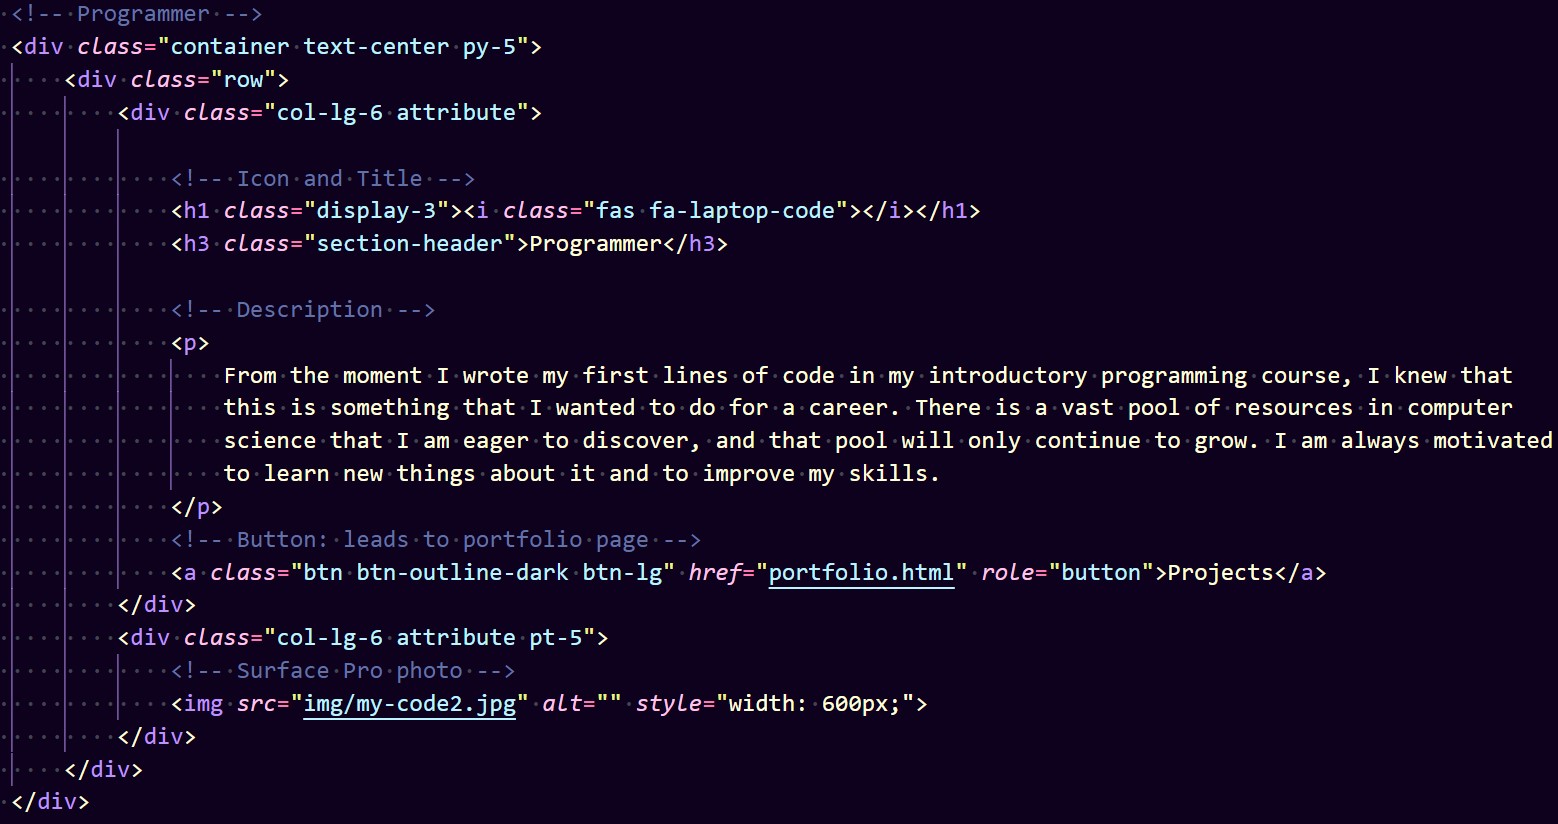 <!-- Programmer -->
<div class="container text-center py-5">
<div class="row">
<div class="col-lg-6 attribute">
<!-- Icon and Title -->
<h1 class="display-3"><i class="fas fa-laptop-code"></i></h1>
<h3 class="section-header">Programmer</h3>
<!-- Description -->
<p>
From the moment I wrote my first lines of code in my introductory programming course, I knew that
this is something that I wanted to do for a career. There is a vast pool of resources in computer
science that I am eager to discover, and that pool will only continue to grow. I am always motivated
to learn new things about it and to improve my skills.
</p>
<!-- Button: leads to portfolio page -->
<a class="btn btn-outline-dark btn-lg" href="portfolio.html" role="button">Projects</a>
</div>
<div class="col-lg-6 attribute pt-5">
<!-- Surface Pro photo -->
<img src="img/my-code2.jpg" alt="" style="width: 600px;">
</div>
</div>
</div>